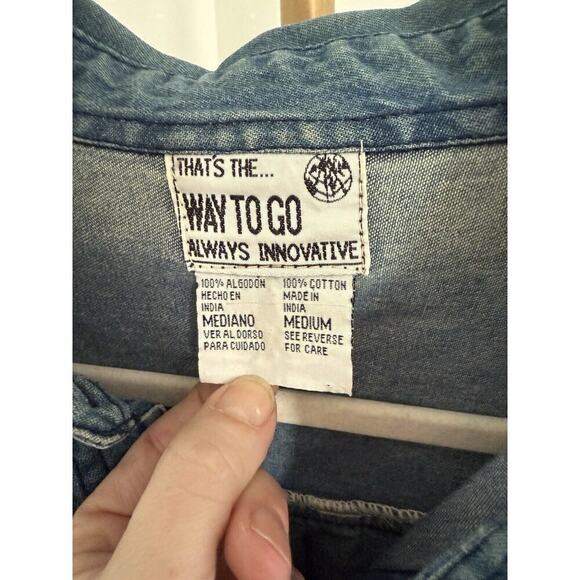 THAT'S THE...
WAY TO GO
ALWAYS INNOVATIVE
100% ALGODON
HECHO EN
INDIA
MEDIANO
VER AL DORSO
PARA CUIDADO
100% COTTON
MADE IN
INDIA
MEDIUM
SEE REVERSE
FOR CARE